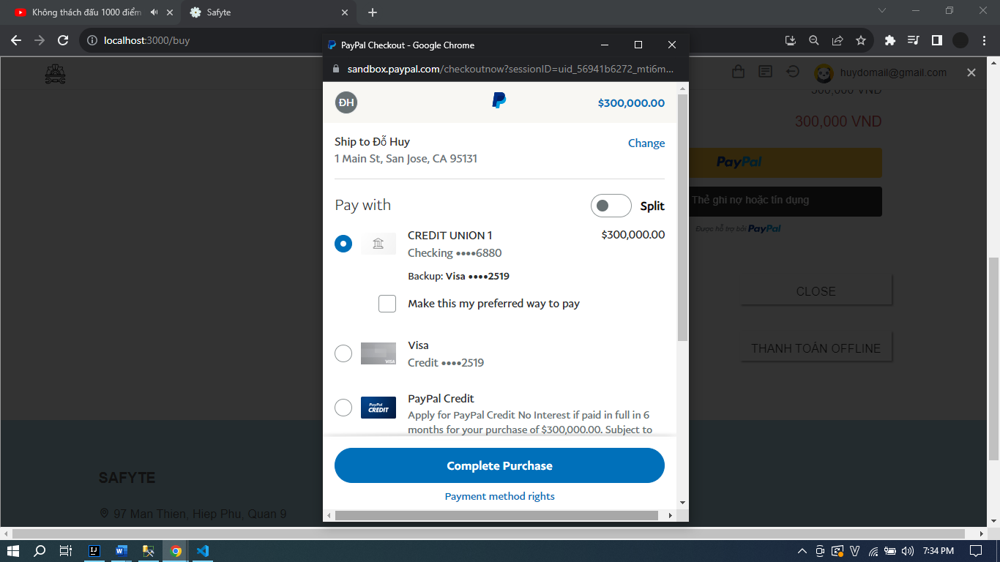 Không thách đấu 1000 điểm
Safyte
localhost:3000/buy
PayPal Checkout - Google Chrome
sandbox.paypal.com/checkoutnow?sessionID=uid_56941b6272_mti6m...
huydomail@gmail.com
ĐH
$300,000.00
300,000 VND
300,000 VND
Ship to Đỗ Huy
Change
1 Main St, San Jose, CA 95131
PayPal
Thẻ ghi nợ hoặc tín dụng
Được hỗ trợ bởi PayPal
Pay with
Split
CREDIT UNION 1
$300,000.00
Checking ••••6880
Backup: Visa ••••2519
Make this my preferred way to pay
CLOSE
Visa
VISA
Credit ••••2519
THANH TOÁN OFFLINE
PayPal Credit
PayPal
CREDIT
Apply for PayPal Credit No Interest if paid in full in 6
months for your purchase of $300,000.00. Subject to
Complete Purchase
Payment method rights
SAFYTE
97 Man Thien, Hiep Phu, Quan 9
7:34 PM